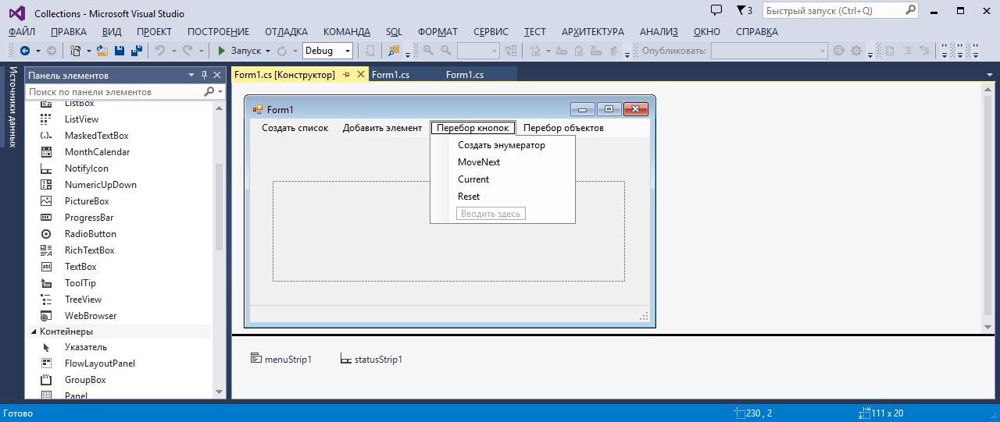 Collections - Microsoft Visual Studio
3
Быстрый запуск (Ctrl+Q)
ФАЙЛ ПРАВКА ВИД ПРОЕКТ ПОСТРОЕНИЕ ОТЛАДКА КОМАНДА SQL ФОРМАТ СЕРВИС ТЕСТ АРХИТЕКТУРА АНАЛИЗ ОКНО СПРАВКА
Запуск Debug Опубликовать:
Источники данных
Панель элементов
Поиск по панели элементов
ListBox
ListView
MaskedTextBox
MonthCalendar
NotifyIcon
NumericUpDown
PictureBox
ProgressBar
RadioButton
RichTextBox
TextBox
ToolTip
TreeView
WebBrowser
Контейнеры
Указатель
FlowLayoutPanel
GroupBox
Panel
Form1.cs [Конструктор] Form1.cs Form1.cs
Form1
Создать список Добавить элемент Перебор кнопок Перебор объектов
Создать энумератор
MoveNext
Current
Reset
Вводить здесь
menuStrip1 statusStrip1
Готово 230 , 2 111 x 20